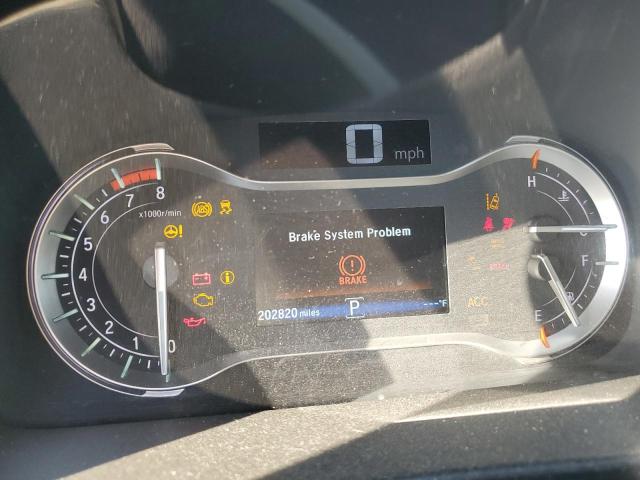 0 mph
8
7
6
5
4
3
2
1
0
x1000r/min
ABS
!
Brake System Problem
BRAKE
202820 miles
P
---°F
H
C
F
E
ACC